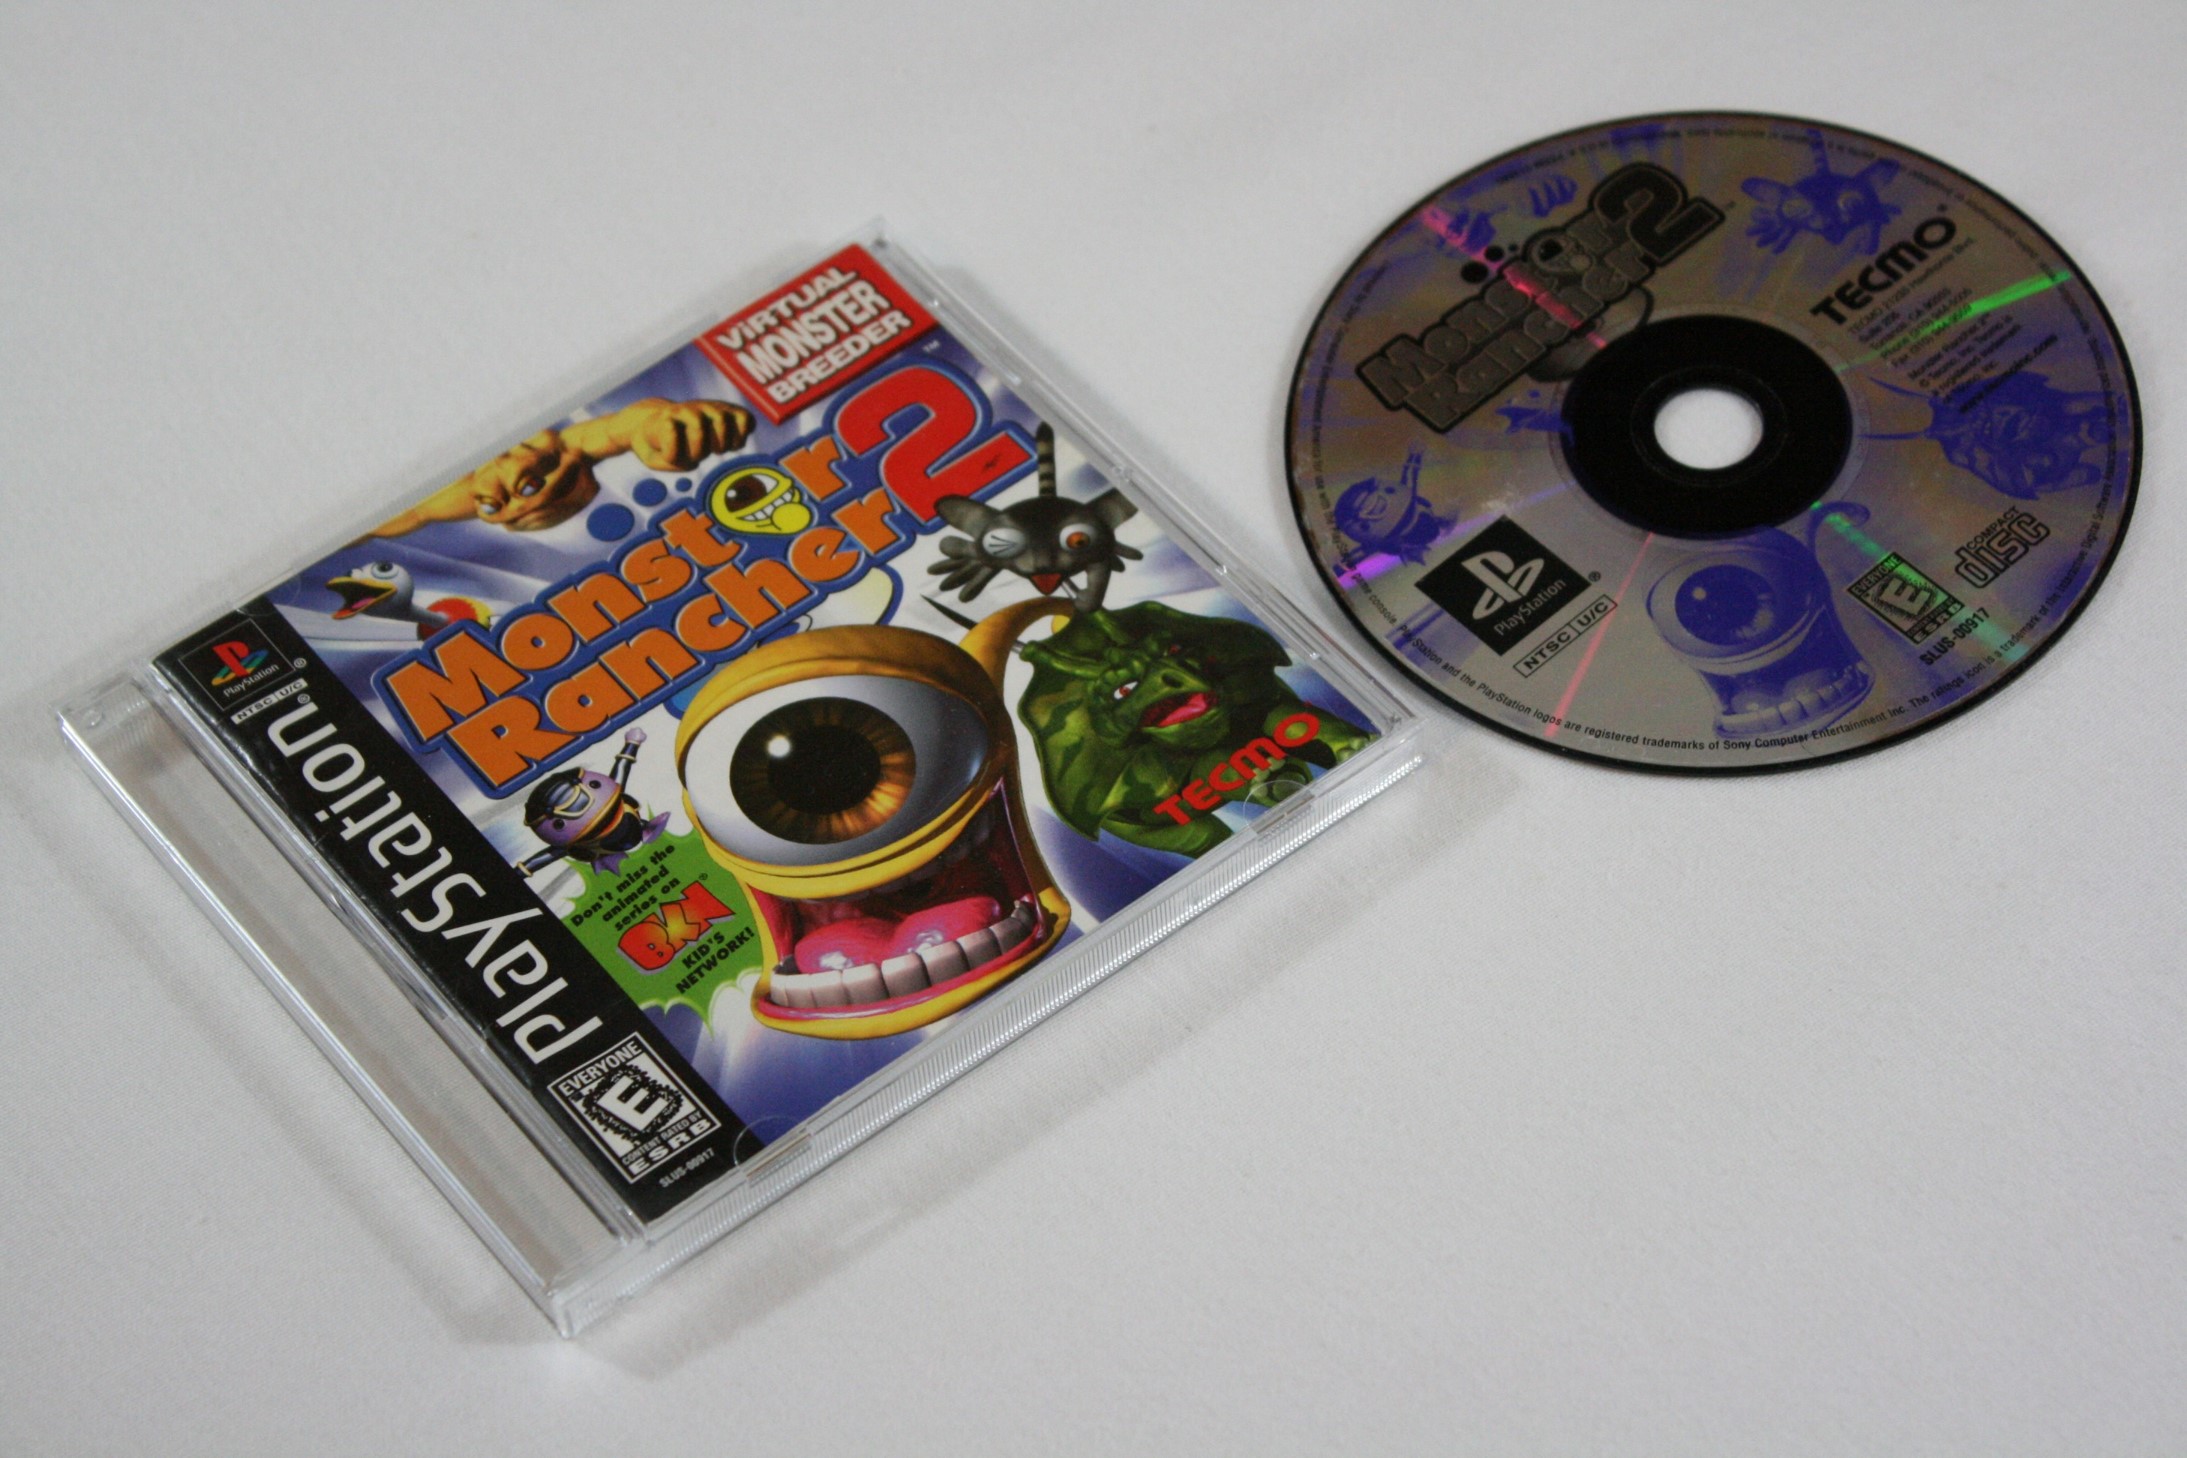 VIRTUAL
MONSTER
BREEDER
Monster
Rancher 2
TM
PlayStation
®
NTSC U/C
PlayStation
®
Don't miss the
animated
series on
BKN®
KID'S
NETWORK!
TECMO
EVERYONE
E
CONTENT RATED BY
ESRB
SLUS-00917
Monster
Rancher 2
TECMO®
PlayStation
®
NTSC U/C
EVERYONE
E
ESRB
COMPACT
disc
SLUS-00917
PlayStation and the PlayStation logos are registered trademarks of Sony Computer Entertainment Inc. The ratings icon is a trademark of the